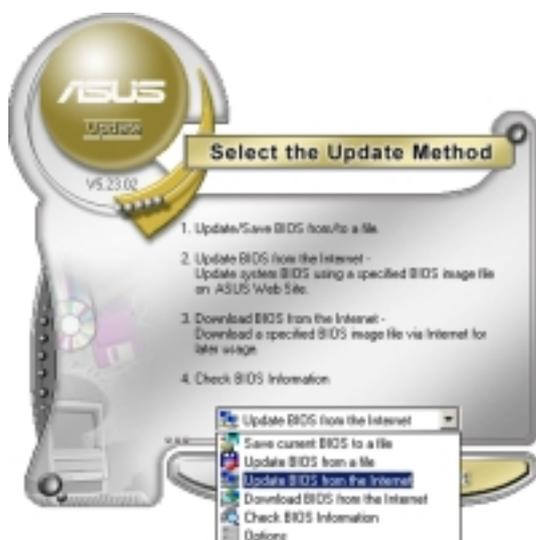 ASUS
Update
V5.23.02
Select the Update Method
1. Update/Save BIOS from/to a file.
2. Update BIOS from the Internet -
Update system BIOS using a specified BIOS image file
on ASUS Web Site.
3. Download BIOS from the Internet -
Download a specified BIOS image file via Internet for
later usage.
4. Check BIOS Information
Update BIOS from the Internet
Save current BIOS to a file
Update BIOS from a file
Update BIOS from the Internet
Download BIOS from the Internet
Check BIOS Information
Options